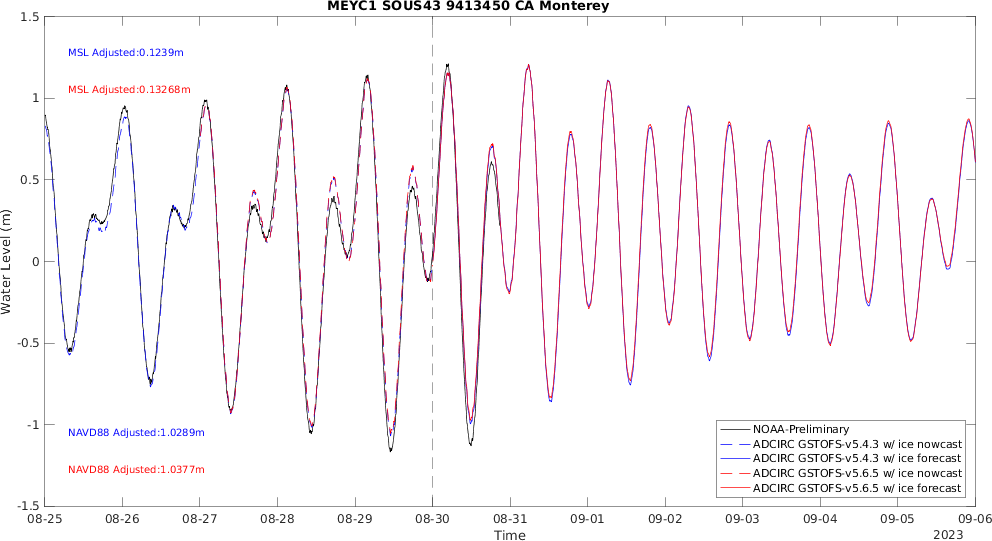 MEYC1 SOUS43 9413450 CA Monterey
1.5
1
0.5
0
-0.5
-1
-1.5
Water Level (m)
MSL Adjusted:0.1239m
MSL Adjusted:0.13268m
NAVD88 Adjusted:1.0289m
NAVD88 Adjusted:1.0377m
NOAA-Preliminary
ADCIRC GSTOFS-v5.4.3 w/ ice nowcast
ADCIRC GSTOFS-v5.4.3 w/ ice forecast
ADCIRC GSTOFS-v5.6.5 w/ ice nowcast
ADCIRC GSTOFS-v5.6.5 w/ ice forecast
08-25 08-26 08-27 08-28 08-29 08-30 08-31 09-01 09-02 09-03 09-04 09-05 09-06
Time
2023